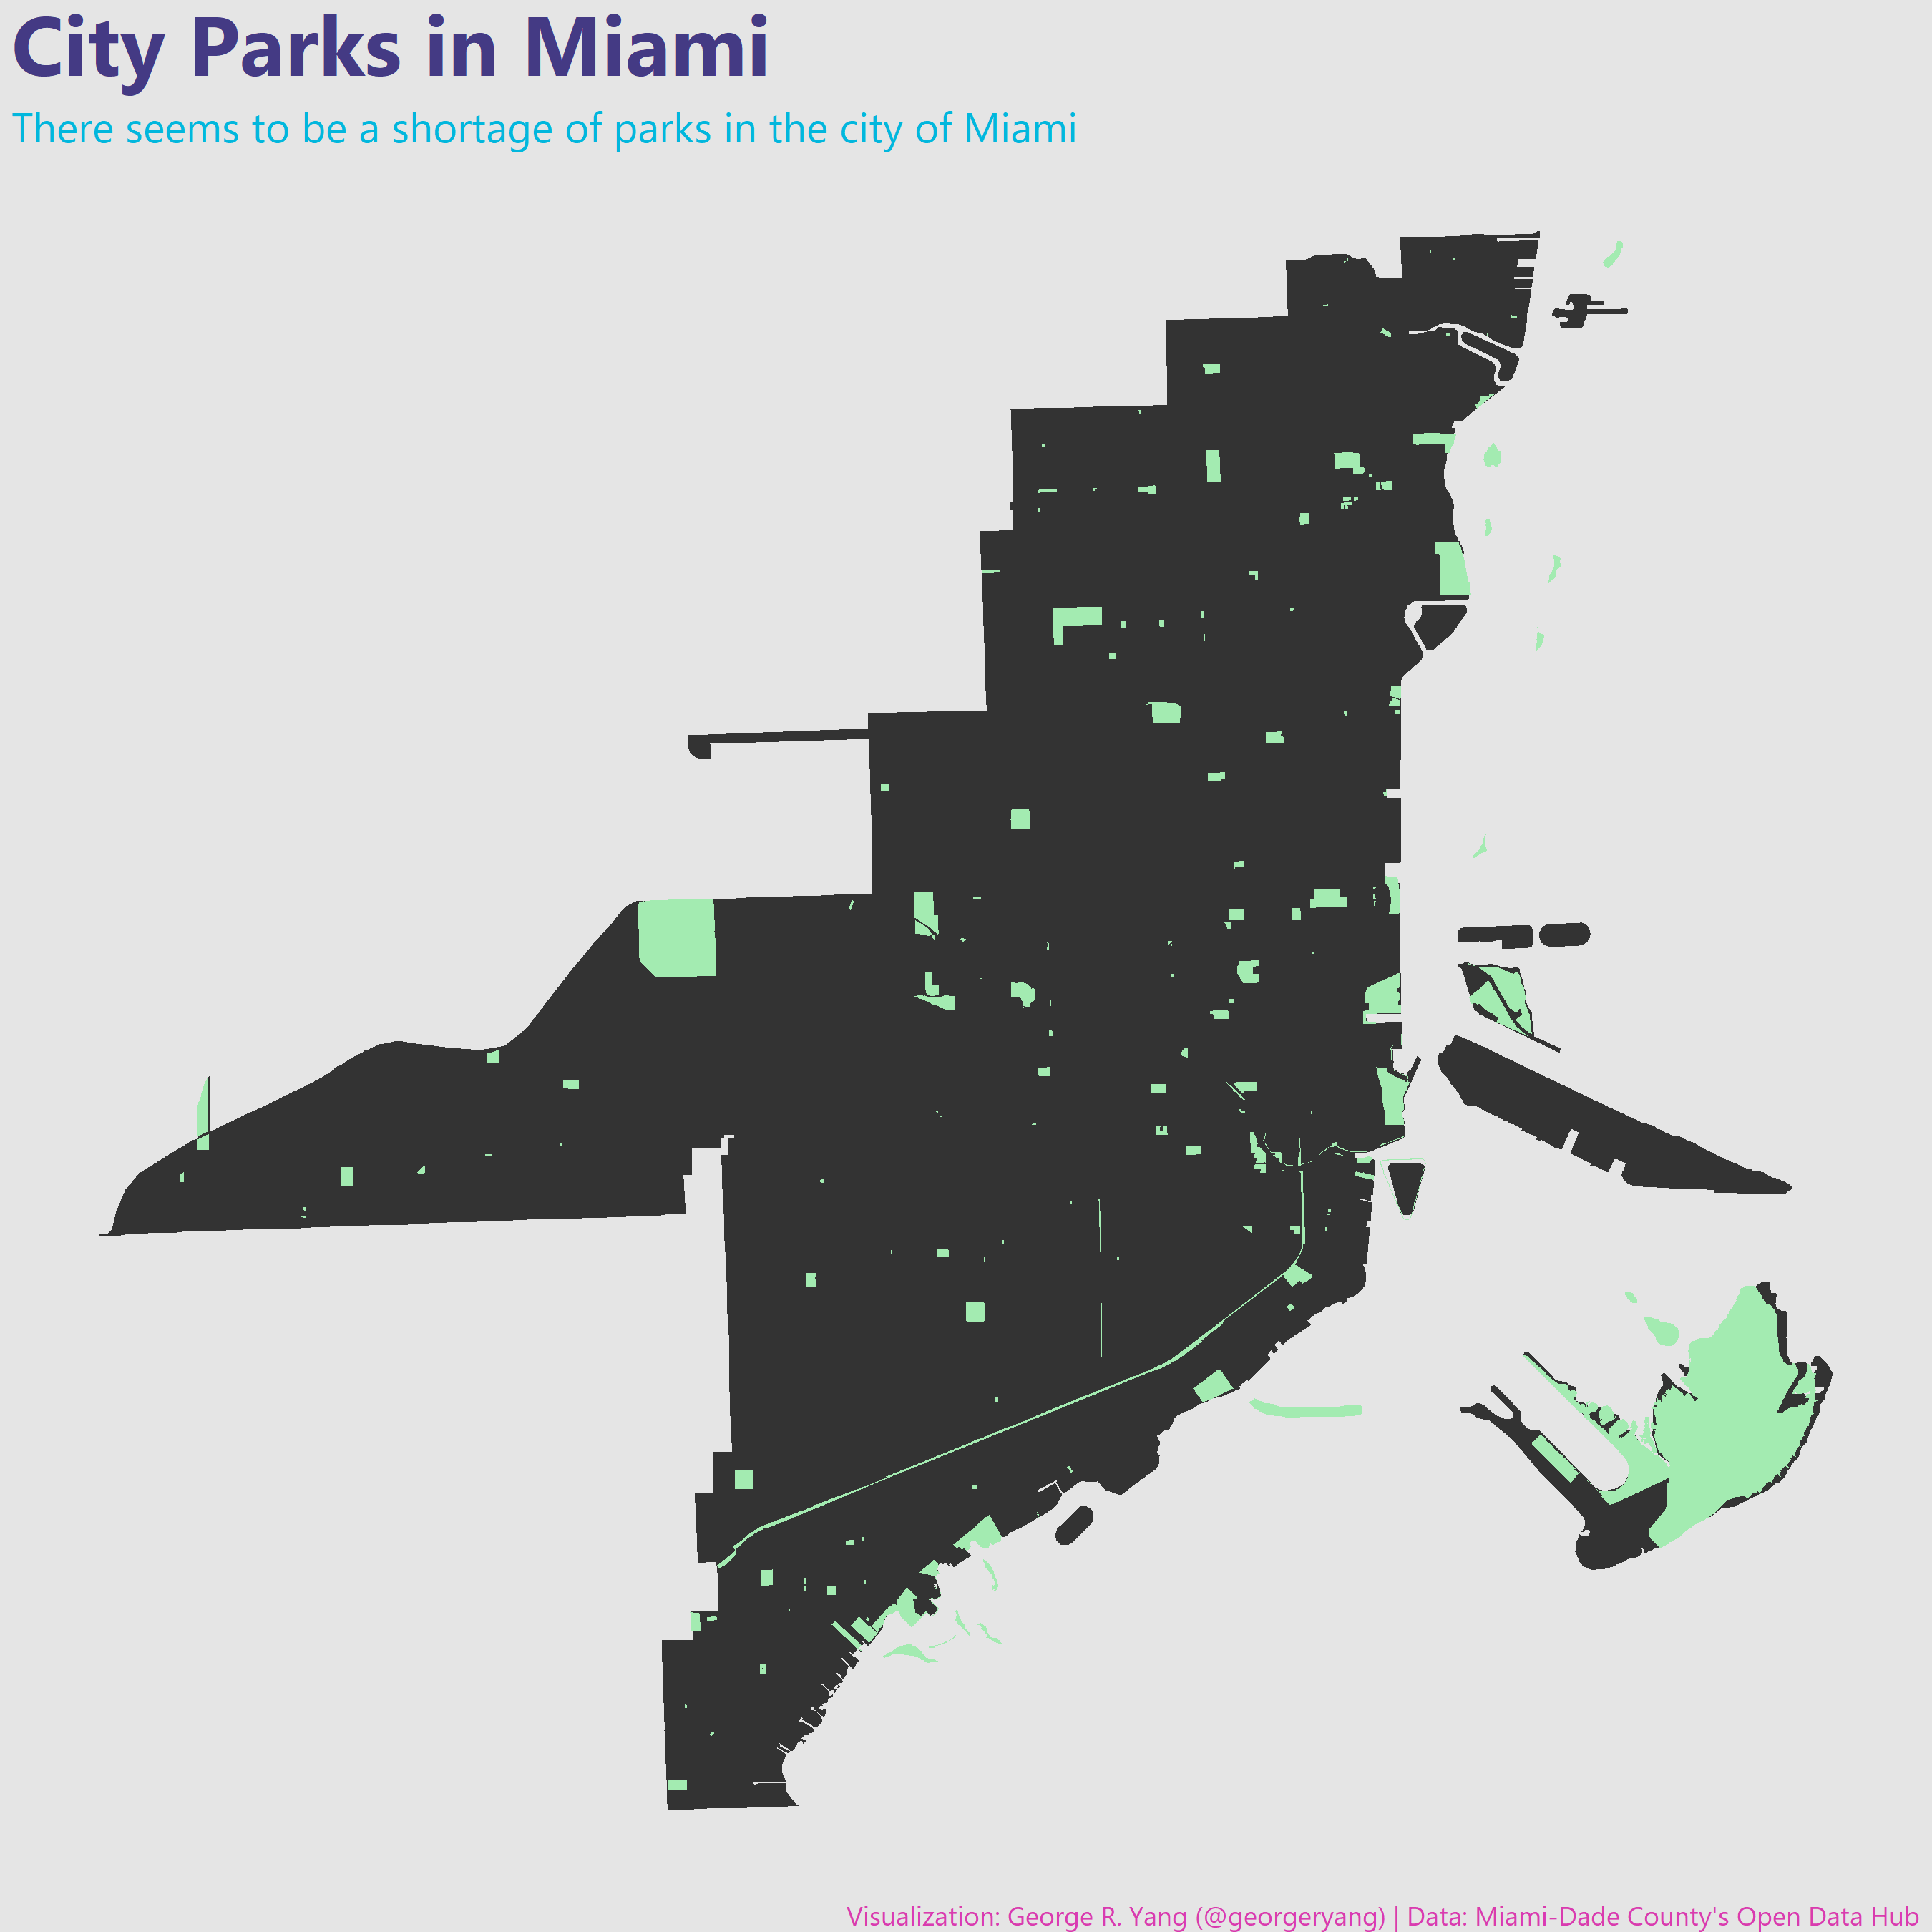 City Parks in Miami
There seems to be a shortage of parks in the city of Miami
Visualization: George R. Yang (@georgeryang) | Data: Miami-Dade County's Open Data Hub